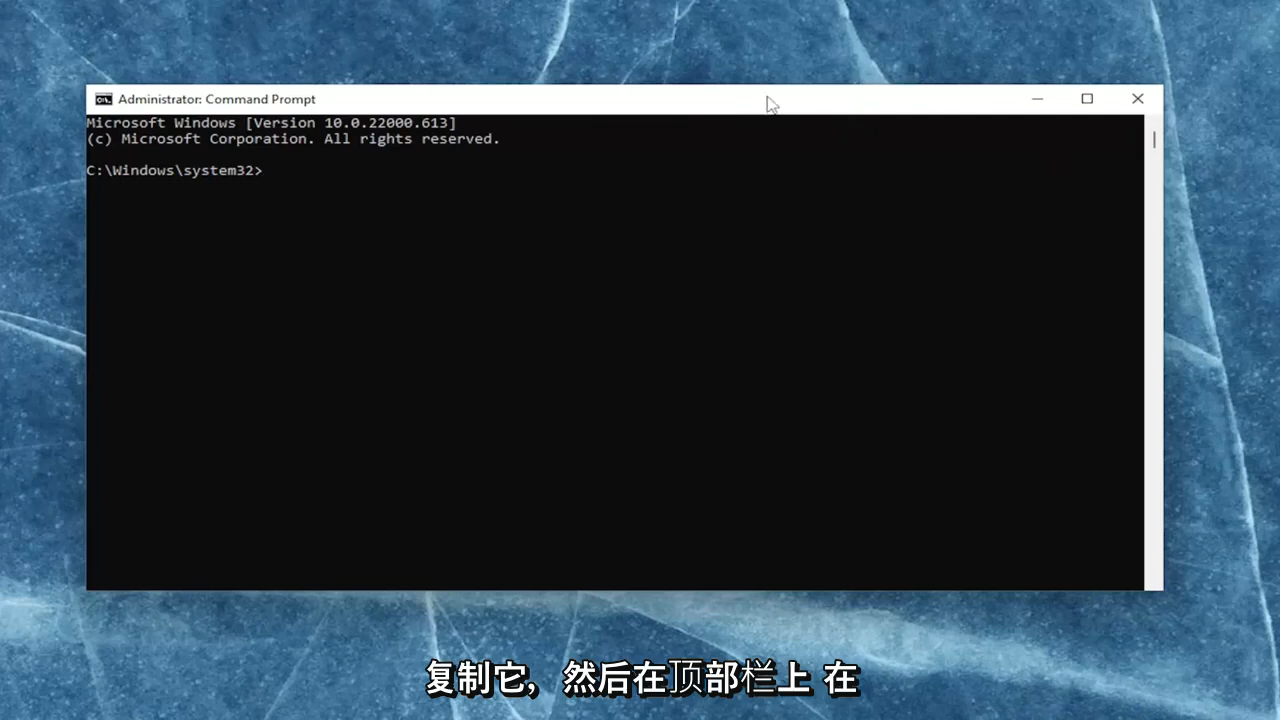 Administrator: Command Prompt
Microsoft Windows [Version 10.0.22000.613]
(c) Microsoft Corporation. All rights reserved.
C:\Windows\system32>
复制它, 然后在顶部栏上 在